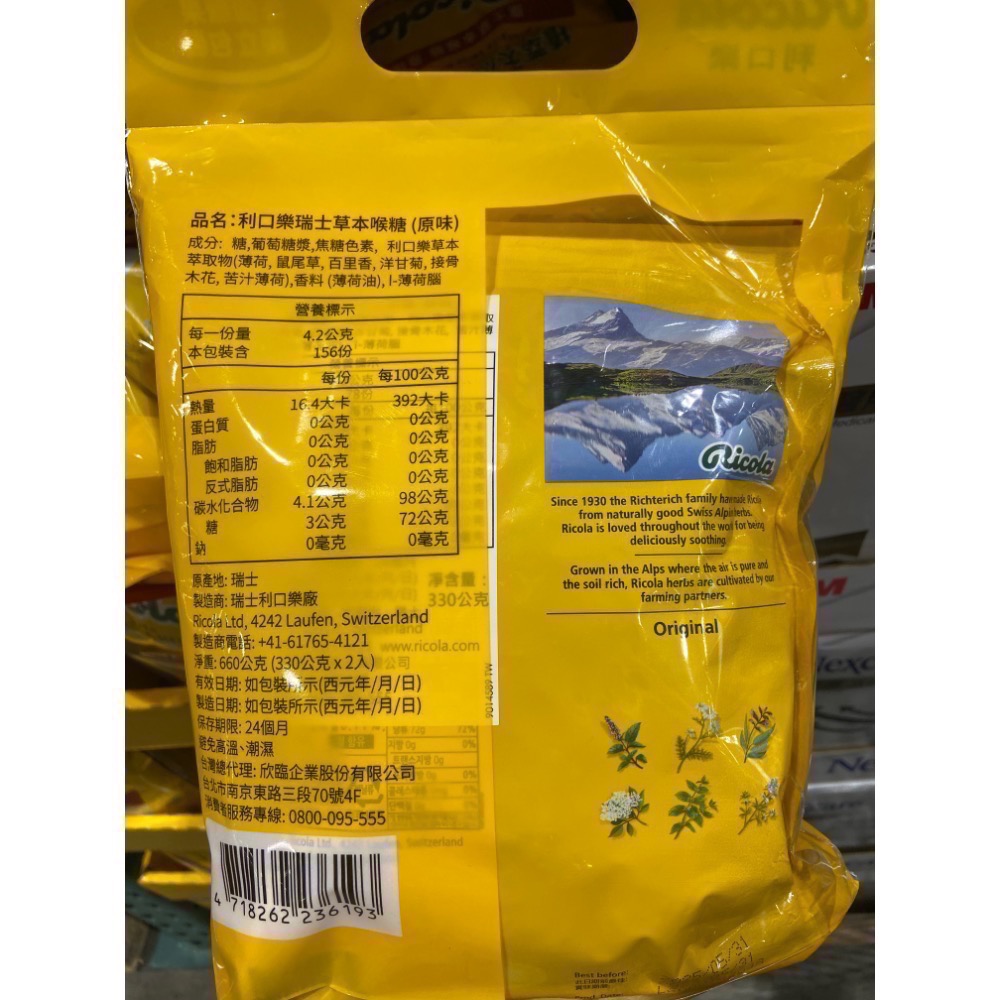 利口樂
品名:利口樂瑞士草本喉糖 (原味)
成分: 糖,葡萄糖漿,焦糖色素, 利口樂草本
萃取物(薄荷, 鼠尾草, 百里香, 洋甘菊, 接骨
木花, 苦汁薄荷),香料 (薄荷油), l-薄荷腦
營養標示
每一份量 4.2公克
本包裝含 156份
每份 每100公克
熱量 16.4大卡 392大卡
蛋白質 0公克 0公克
脂肪 0公克 0公克
飽和脂肪 0公克 0公克
反式脂肪 0公克 0公克
碳水化合物 4.1公克 98公克
糖 3公克 72公克
鈉 0毫克 0毫克
原產地: 瑞士
製造商: 瑞士利口樂廠
Ricola Ltd, 4242 Laufen, Switzerland
製造商電話: +41-61765-4121
淨重: 660公克 (330公克 x 2入)
有效日期: 如包裝所示(西元年/月/日)
製造日期: 如包裝所示(西元年/月/日)
保存期限: 24個月
避免高溫、潮濕
台灣總代理: 欣臨企業股份有限公司
台北市南京東路三段70號4F
消費者服務專線: 0800-095-555
4 718262 236193
淨含量:
330公克
www.ricola.com
Switzerland
Ricola
Since 1930 the Richterich family have made Ricola
from naturally good Swiss Alpine herbs.
Ricola is loved throughout the world for being
deliciously soothing
Grown in the Alps where the air is pure and
the soil rich, Ricola herbs are cultivated by our
farming partners.
Original
Best before: